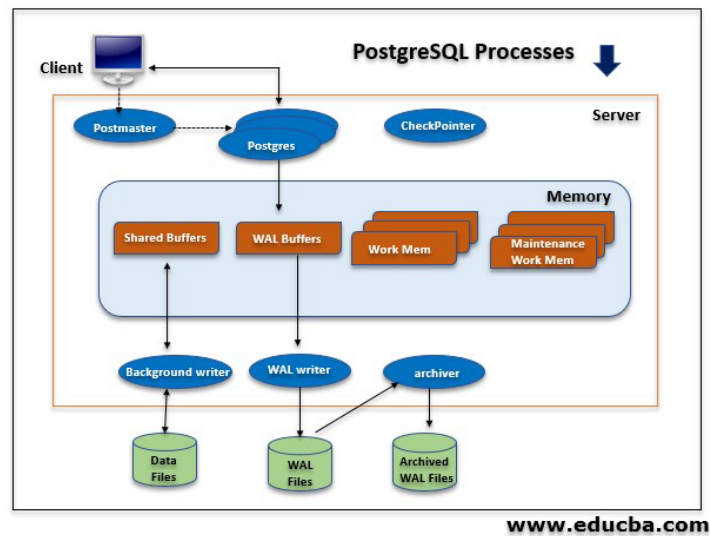 PostgreSQL Processes
Client
Server
Postmaster
Postgres
CheckPointer
Memory
Shared Buffers
WAL Buffers
Work Mem
Maintenance
Work Mem
Background writer
WAL writer
archiver
Data
Files
WAL
Files
Archived
WAL Files
www.educba.com